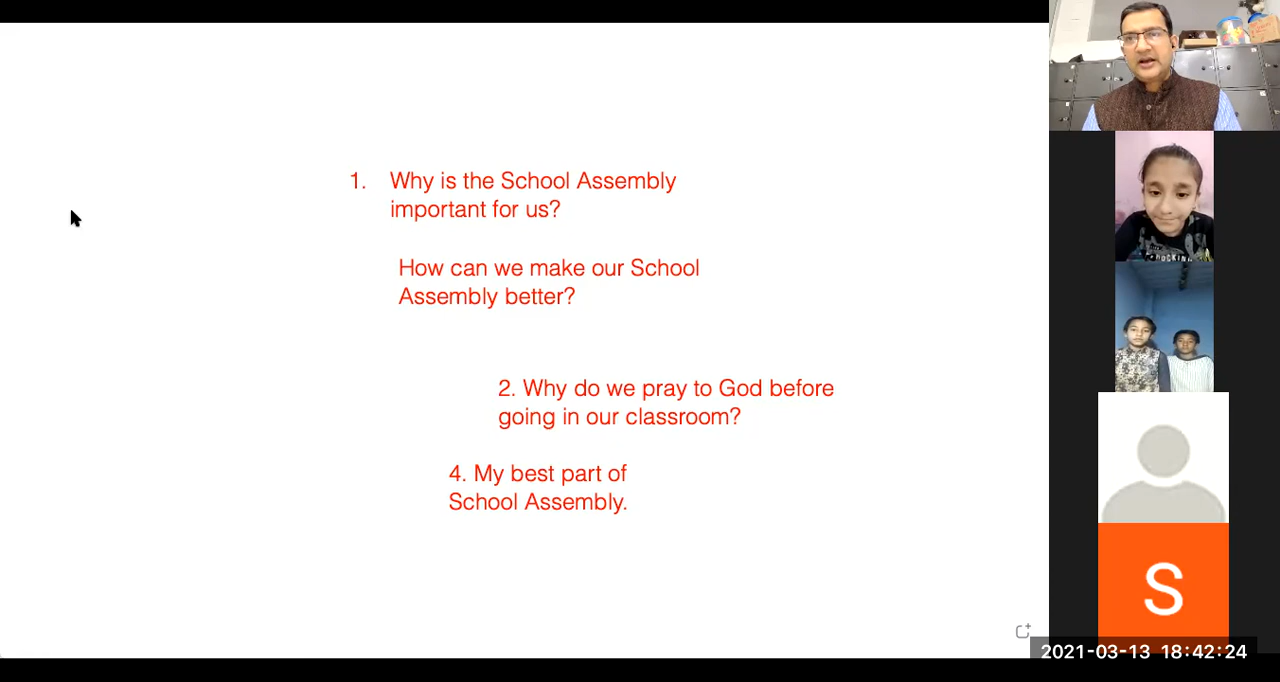 1. Why is the School Assembly
important for us?
How can we make our School
Assembly better?
2. Why do we pray to God before
going in our classroom?
4. My best part of
School Assembly.
S
2021-03-13 18:42:24